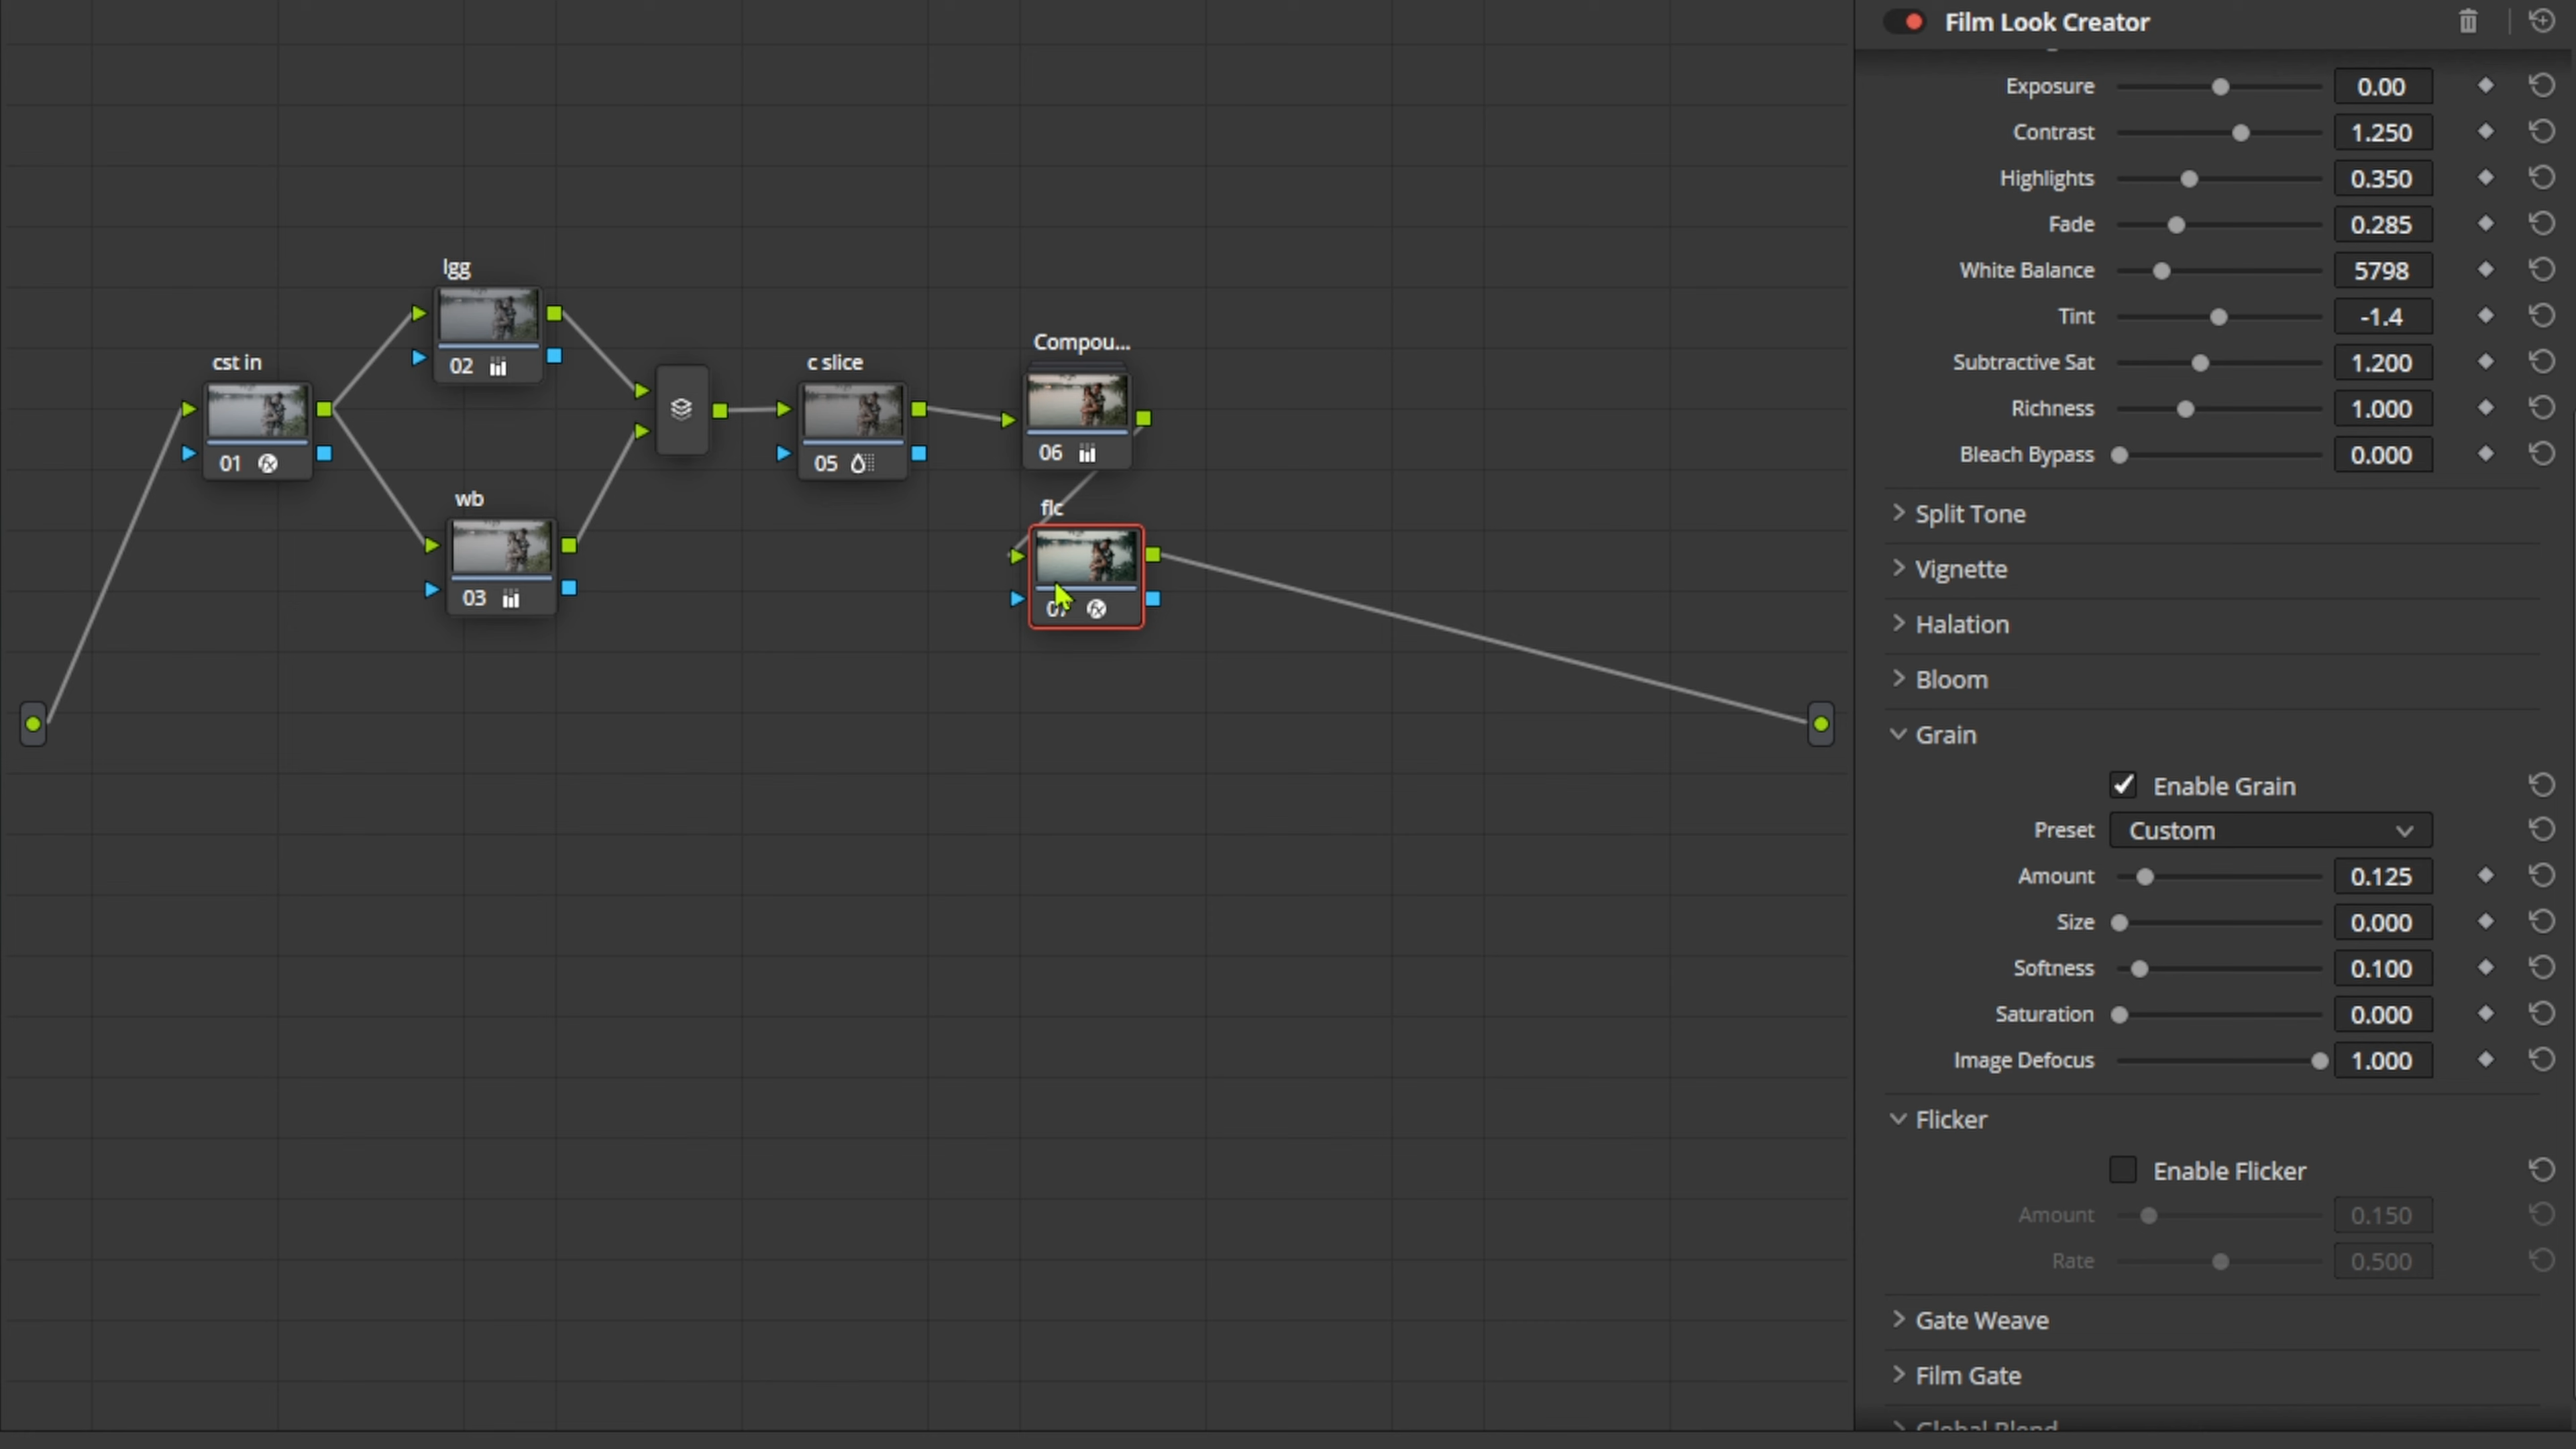 Film Look Creator
Exposure 0.00
Contrast 1.250
Highlights 0.350
Fade 0.285
White Balance 5798
Tint -1.4
Subtractive Sat 1.200
Richness 1.000
Bleach Bypass 0.000
Split Tone
Vignette
Halation
Bloom
Grain
Enable Grain
Preset Custom
Amount 0.125
Size 0.000
Softness 0.100
Saturation 0.000
Image Defocus 1.000
Flicker
Enable Flicker
Amount 0.150
Rate 0.500
Gate Weave
Film Gate
Global Blend
lgg
02
cst in
01
wb
03
c slice
05
Compou...
06
flc